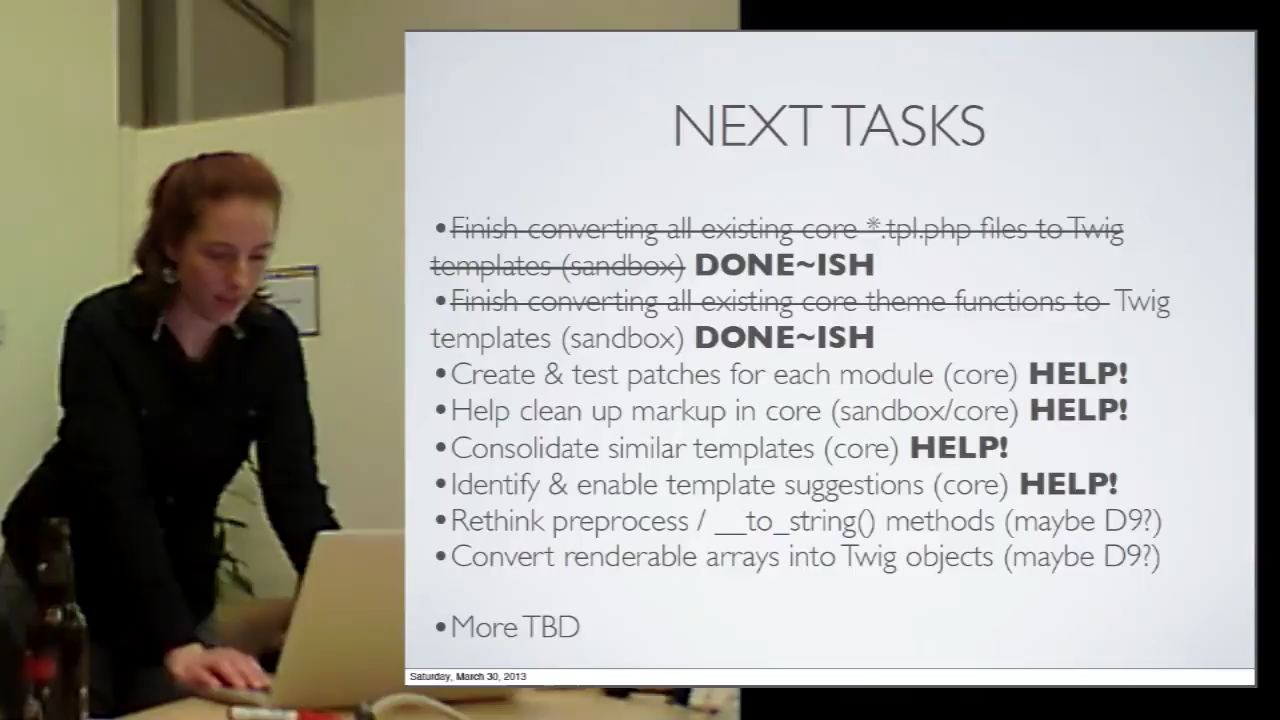 NEXT TASKS
•Finish converting all existing core *.tpl.php files to Twig
templates (sandbox) DONE~ISH
•Finish converting all existing core theme functions to Twig
templates (sandbox) DONE~ISH
•Create & test patches for each module (core) HELP!
•Help clean up markup in core (sandbox/core) HELP!
•Consolidate similar templates (core) HELP!
•Identify & enable template suggestions (core) HELP!
•Rethink preprocess / __to_string() methods (maybe D9?)
•Convert renderable arrays into Twig objects (maybe D9?)
•More TBD
Saturday, March 30, 2013